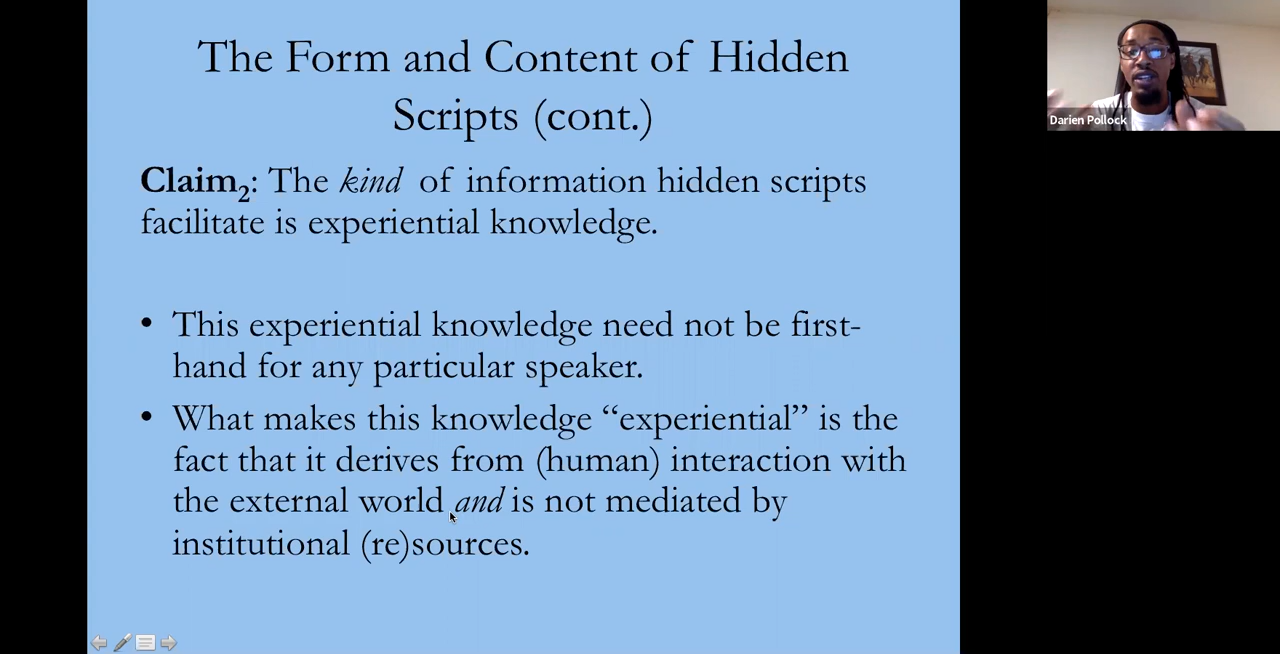 The Form and Content of Hidden
Scripts (cont.)
Claim2: The kind of information hidden scripts
facilitate is experiential knowledge.
• This experiential knowledge need not be first-
hand for any particular speaker.
• What makes this knowledge “experiential” is the
fact that it derives from (human) interaction with
the external world and is not mediated by
institutional (re)sources.
Darien Pollock